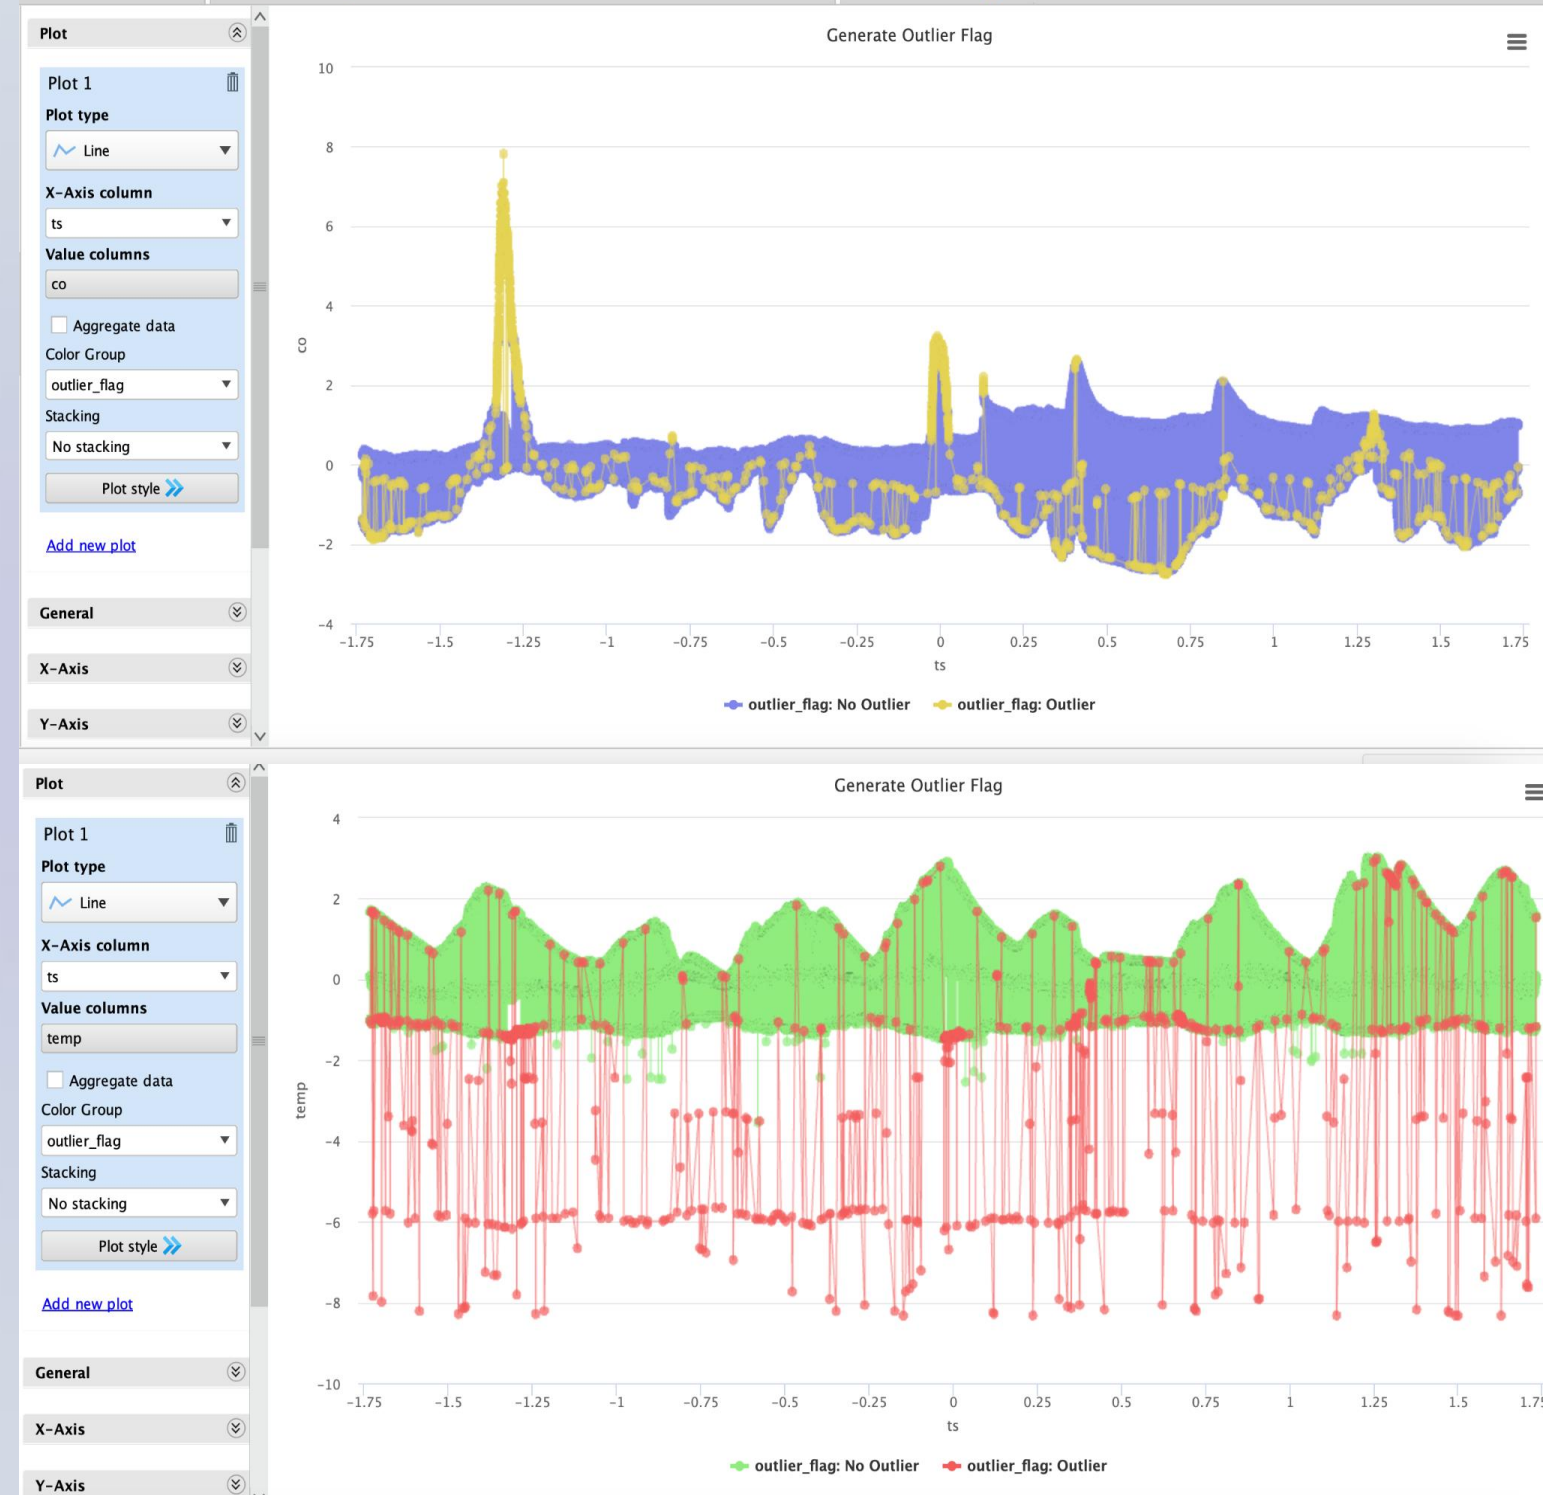 Plot
Plot 1
Plot type
Line
X-Axis column
ts
Value columns
co
Aggregate data
Color Group
outlier_flag
Stacking
No stacking
Plot style
Add new plot
General
X-Axis
Y-Axis
Generate Outlier Flag
10
8
6
4
2
0
-2
-4
co
-1.75 -1.5 -1.25 -1 -0.75 -0.5 -0.25 0 0.25 0.5 0.75 1 1.25 1.5 1.75
ts
outlier_flag: No Outlier outlier_flag: Outlier
Plot
Plot 1
Plot type
Line
X-Axis column
ts
Value columns
temp
Aggregate data
Color Group
outlier_flag
Stacking
No stacking
Plot style
Add new plot
General
X-Axis
Y-Axis
Generate Outlier Flag
4
2
0
-2
-4
-6
-8
-10
temp
-1.75 -1.5 -1.25 -1 -0.75 -0.5 -0.25 0 0.25 0.5 0.75 1 1.25 1.5 1.75
ts
outlier_flag: No Outlier outlier_flag: Outlier